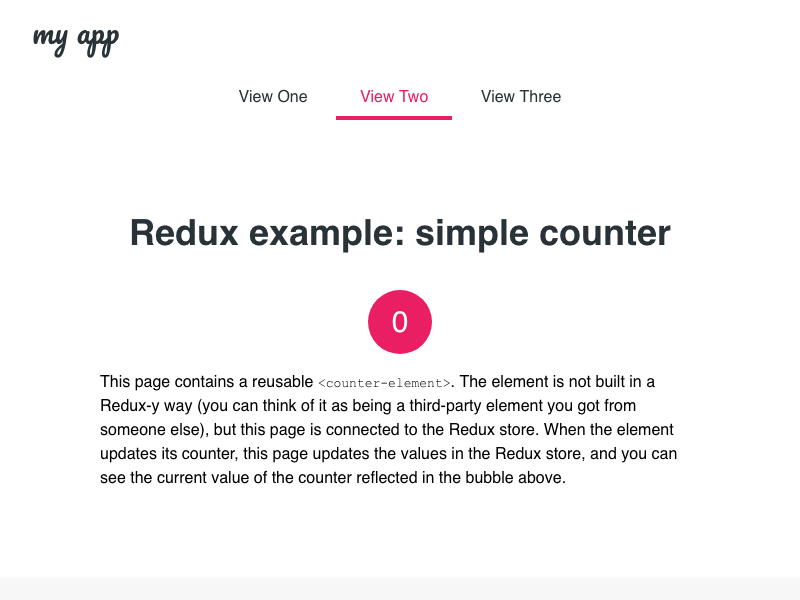 my app
View One View Two View Three
Redux example: simple counter
0
This page contains a reusable <counter-element>. The element is not built in a
Redux-y way (you can think of it as being a third-party element you got from
someone else), but this page is connected to the Redux store. When the element
updates its counter, this page updates the values in the Redux store, and you can
see the current value of the counter reflected in the bubble above.